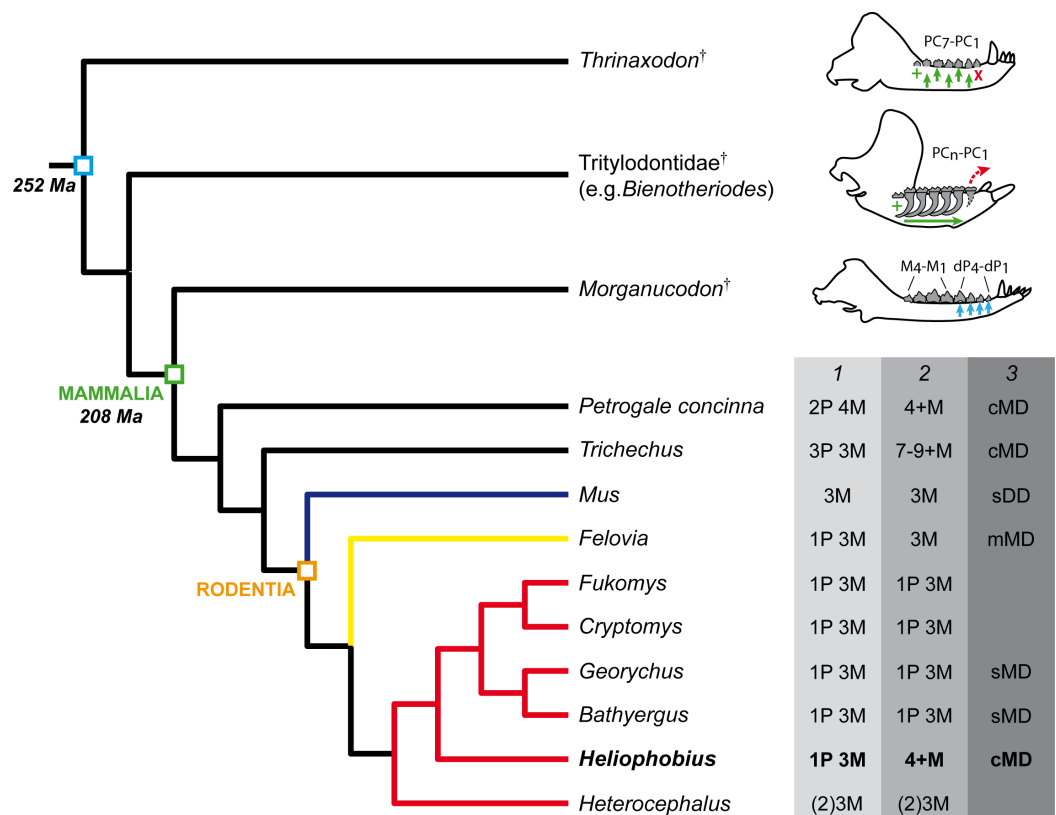 Thrinaxodon†
PC7-PC1
+
x
252 Ma
Tritylodontidae†
(e.g.Bienotheriodes)
PCn-PC1
+
Morganucodon†
M4-M1 dP4-dP1
MAMMALIA
208 Ma
1 2 3
Petrogale concinna 2P 4M 4+M cMD
Trichechus 3P 3M 7-9+M cMD
Mus 3M 3M sDD
Felovia 1P 3M 3M mMD
RODENTIA
Fukomys 1P 3M 1P 3M
Cryptomys 1P 3M 1P 3M
Georychus 1P 3M 1P 3M sMD
Bathyergus 1P 3M 1P 3M sMD
Heliophobius 1P 3M 4+M cMD
Heterocephalus (2)3M (2)3M